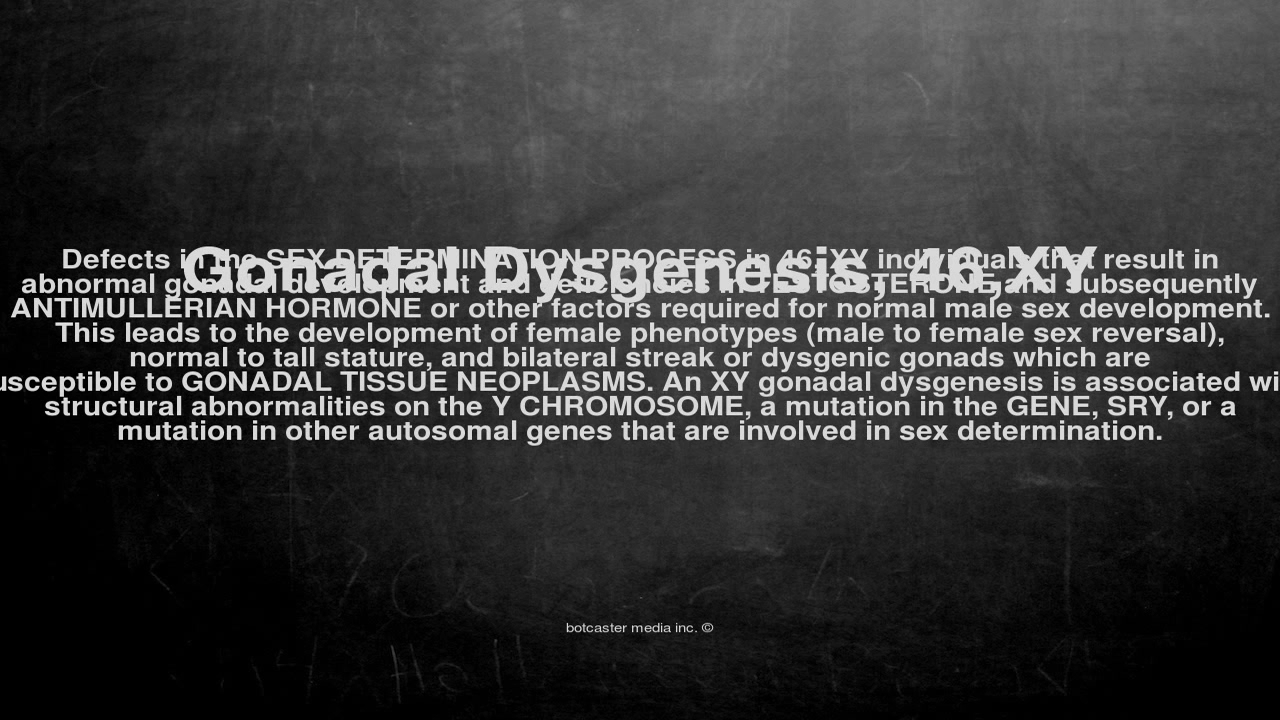 Gonadal Dysgenesis, 46,XY
Defects in the SEX DETERMINATION PROCESS in 46, XY individuals that result in
abnormal gonadal development and deficiencies in TESTOSTERONE and subsequently
ANTIMULLERIAN HORMONE or other factors required for normal male sex development.
This leads to the development of female phenotypes (male to female sex reversal),
normal to tall stature, and bilateral streak or dysgenic gonads which are
usceptible to GONADAL TISSUE NEOPLASMS. An XY gonadal dysgenesis is associated wi
structural abnormalities on the Y CHROMOSOME, a mutation in the GENE, SRY, or a
mutation in other autosomal genes that are involved in sex determination.
botcaster media inc. ©